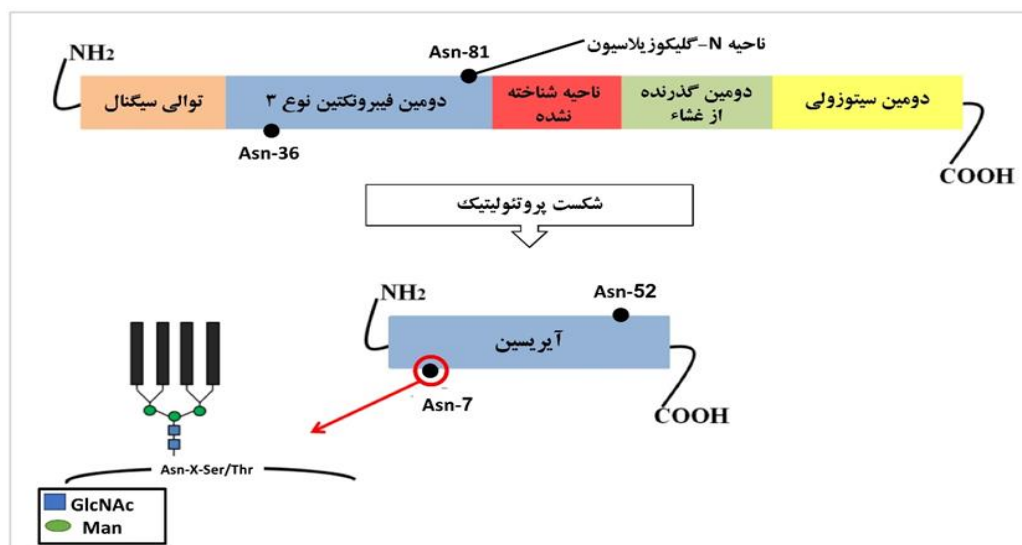 ناحیه N-گلیکوزیلاسیون
Asn-81
NH2
توالی سیگنال
دومین فیبرونکتین نوع ۳
ناحیه شناخته
نشده
دومین گذرنده
از غشاء
دومین سیتوزولی
Asn-36
COOH
شکست پروتئولیتیک
NH2
Asn-52
آیریسین
Asn-7
COOH
Asn-X-Ser/Thr
GlcNAc
Man